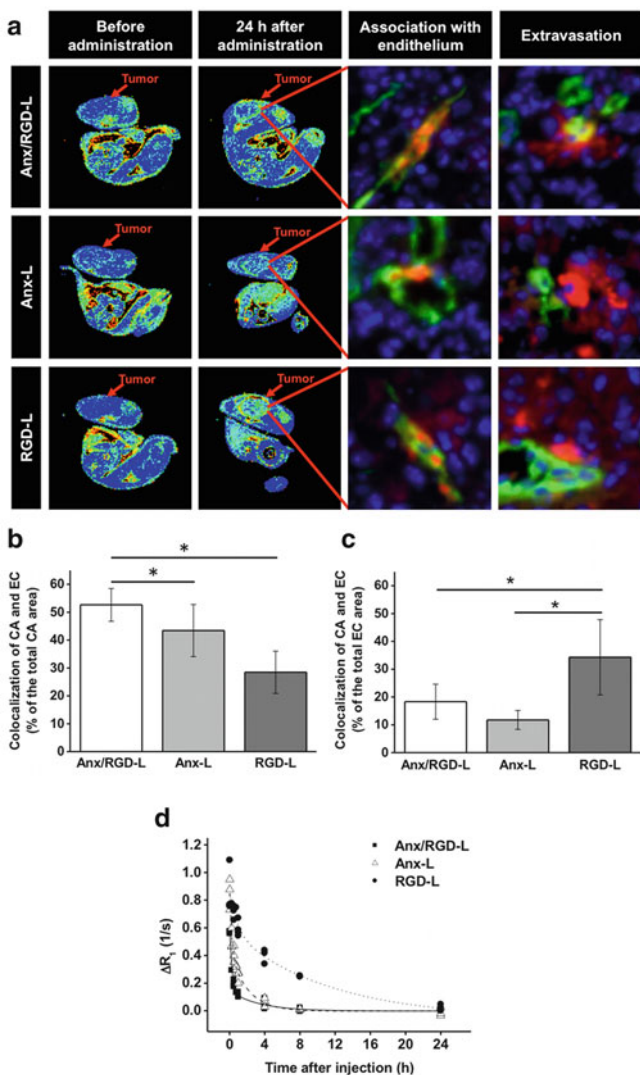 a
Before administration
24 h after administration
Association with endithelium
Extravasation
Anx/RGD-L
Tumor
Tumor
Anx-L
Tumor
Tumor
RGD-L
Tumor
Tumor
b
Colocalization of CA and EC
(% of the total CA area)
60
50
40
30
20
10
0
*
*
Anx/RGD-L
Anx-L
RGD-L
c
Colocalization of CA and EC
(% of the total EC area)
60
50
40
30
20
10
0
*
*
Anx/RGD-L
Anx-L
RGD-L
d
ΔR₁ (1/s)
1.2
1.0
0.8
0.6
0.4
0.2
0.0
Anx/RGD-L
Anx-L
RGD-L
0 4 8 12 16 20 24
Time after injection (h)